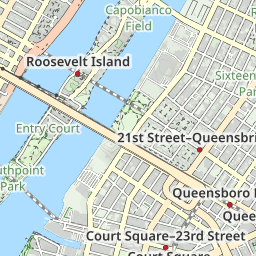 Capobianco
Field
Roosevelt Island
Sixteen
Pa
Entry Court
21st Street–Queensbri
uthpoint
Park
Queensboro
Quee
Court Square–23rd Street
Court Square